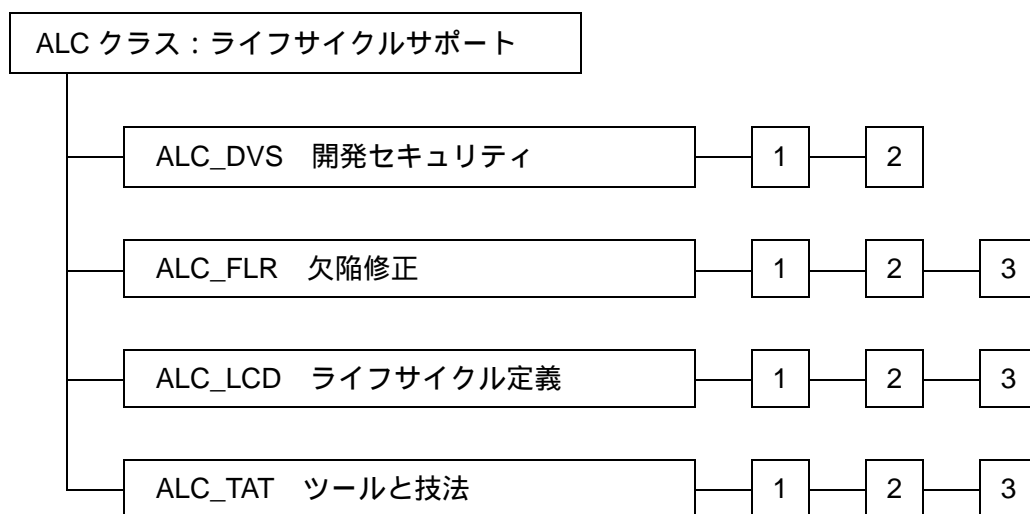 ALC クラス：ライフサイクルサポート
ALC_DVS　開発セキュリティ 1 2
ALC_FLR　欠陥修正 1 2 3
ALC_LCD　ライフサイクル定義 1 2 3
ALC_TAT　ツールと技法 1 2 3